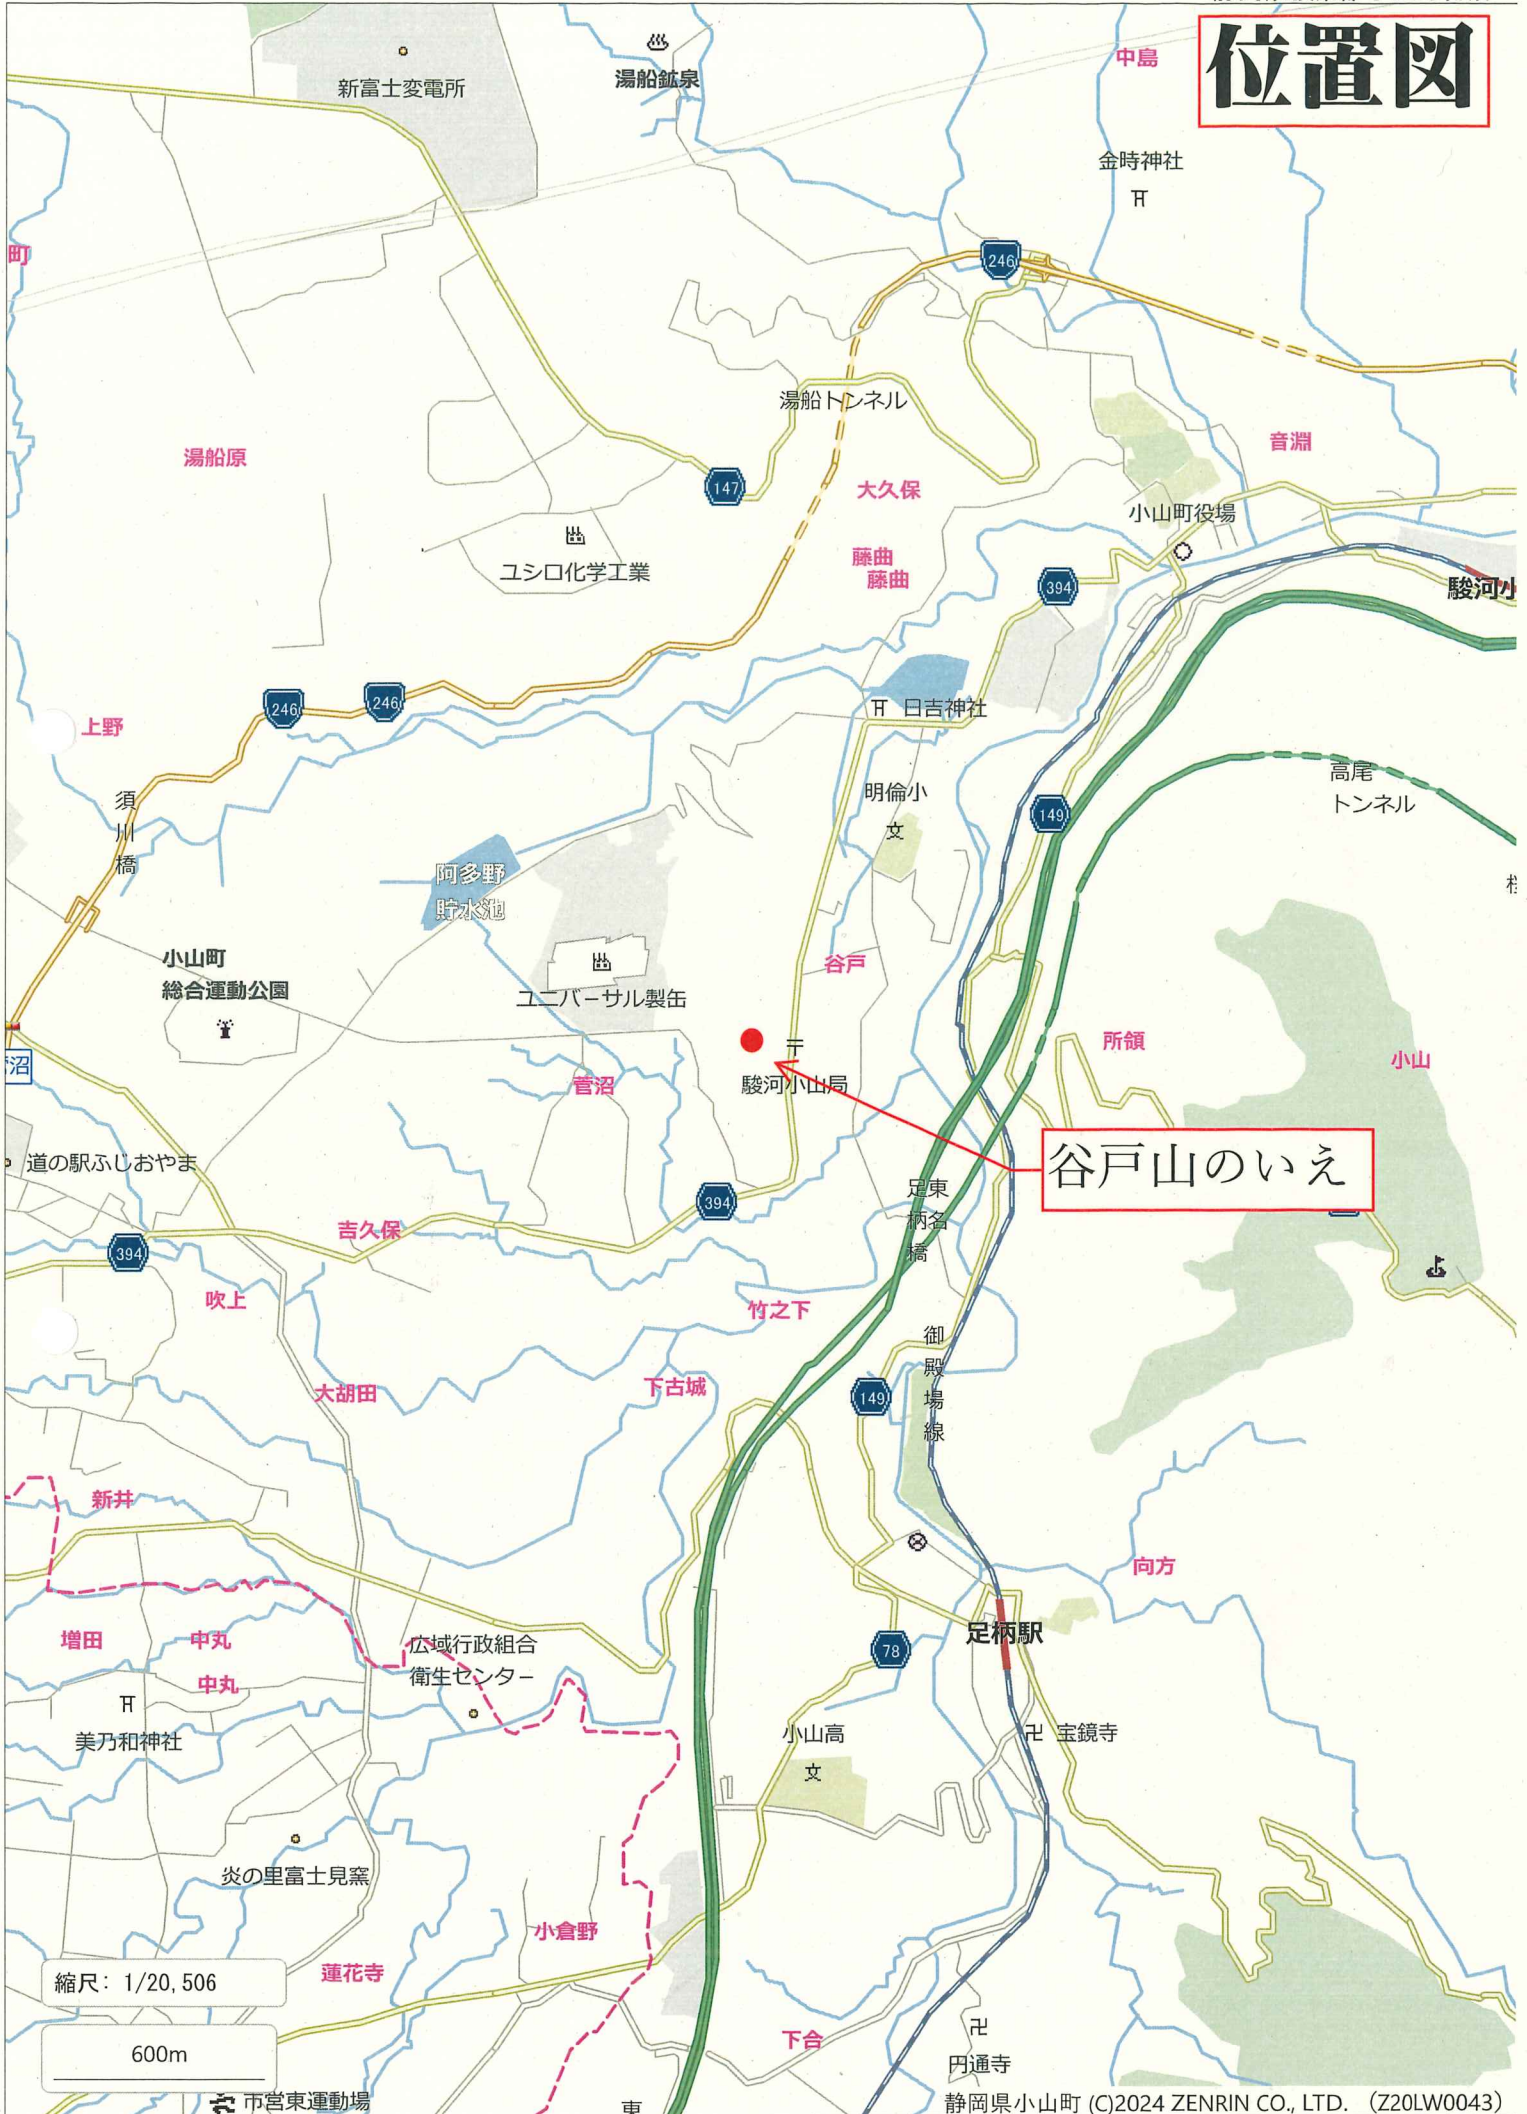 位置図
新富士変電所
湯船鉱泉
中島
金時神社
町
246
湯船トンネル
湯船原
147
大久保
音淵
小山町役場
ユシロ化学工業
藤曲
藤曲
394
駿河小
246
246
日吉神社
上野
須川橋
明倫小
文
149
高尾
トンネル
阿多野
貯水池
小山町
総合運動公園
ユニバーサル製缶
谷戸
所領
小山
沼
菅沼
駿河小山局
谷戸山のいえ
道の駅ふじおやま
394
東名
足柄橋
吉久保
394
吹上
竹之下
御殿場線
大胡田
下古城
149
新井
向方
増田
中丸
中丸
広域行政組合
衛生センター
足柄駅
78
美乃和神社
小山高
文
宝鏡寺
炎の里富士見窯
小倉野
蓮花寺
縮尺: 1/20,506
600m
下合
円通寺
市営東運動場
東
静岡県小山町 (C)2024 ZENRIN CO., LTD. (Z20LW0043)